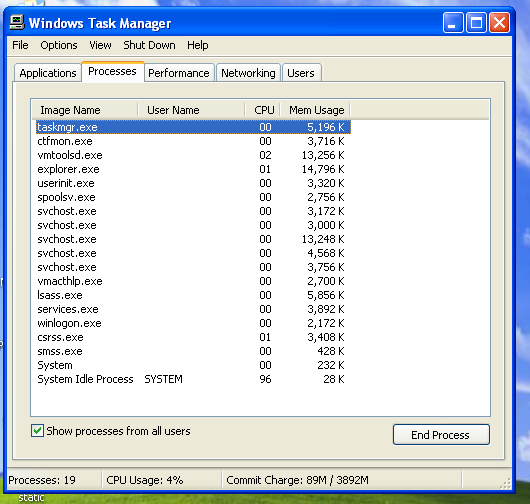 Windows Task Manager
File Options View Shut Down Help
Applications Processes Performance Networking Users
Image Name User Name CPU Mem Usage
taskmgr.exe 00 5,196 K
ctfmon.exe 00 3,716 K
vmtoolsd.exe 02 13,256 K
explorer.exe 01 14,796 K
userinit.exe 00 3,320 K
spoolsv.exe 00 2,756 K
svchost.exe 00 3,172 K
svchost.exe 00 3,000 K
svchost.exe 00 13,248 K
svchost.exe 00 4,568 K
svchost.exe 00 3,756 K
vmacthlp.exe 00 2,700 K
lsass.exe 00 5,856 K
services.exe 00 3,892 K
winlogon.exe 00 2,172 K
csrss.exe 01 3,408 K
smss.exe 00 428 K
System 00 232 K
System Idle Process SYSTEM 96 28 K
Show processes from all users
End Process
Processes: 19 CPU Usage: 4% Commit Charge: 89M / 3892M
static